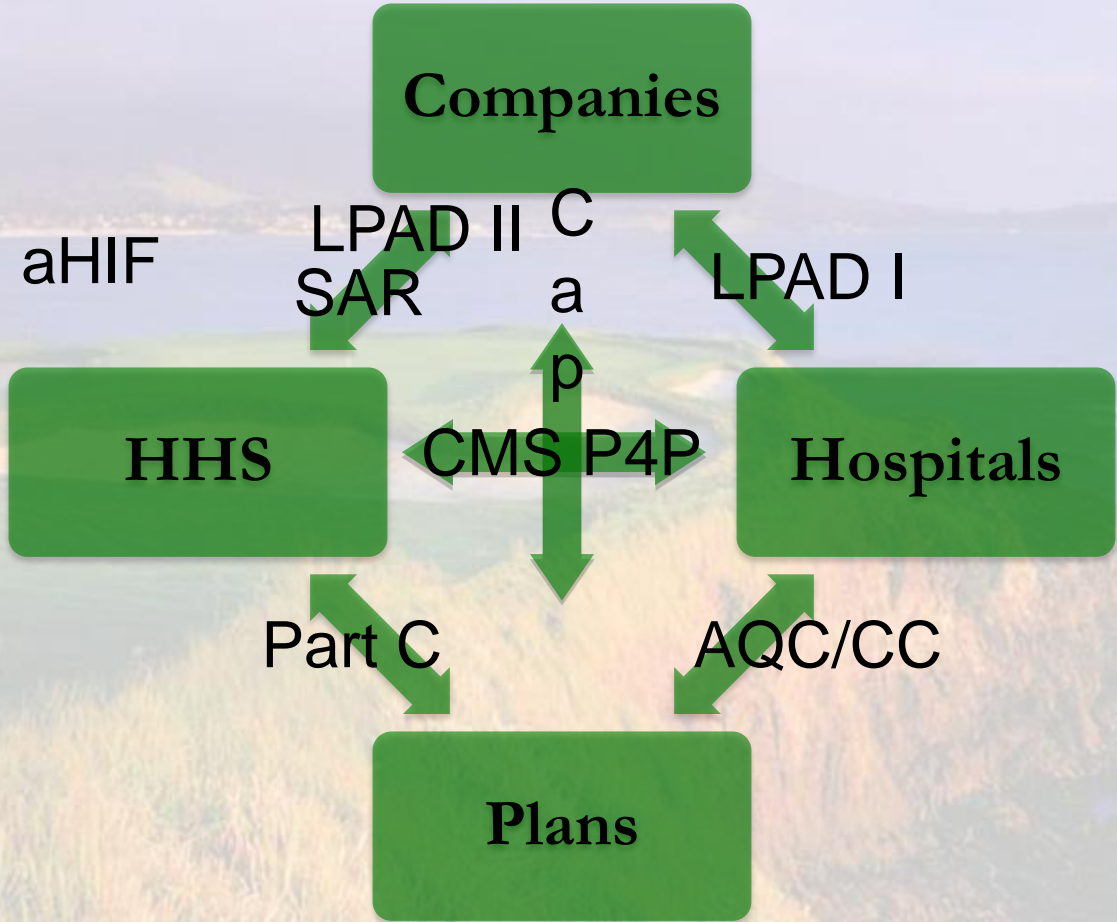 Companies
aHIF
LPAD II
SAR
C
a
p
LPAD I
HHS
CMS P4P
Hospitals
Part C
AQC/CC
Plans